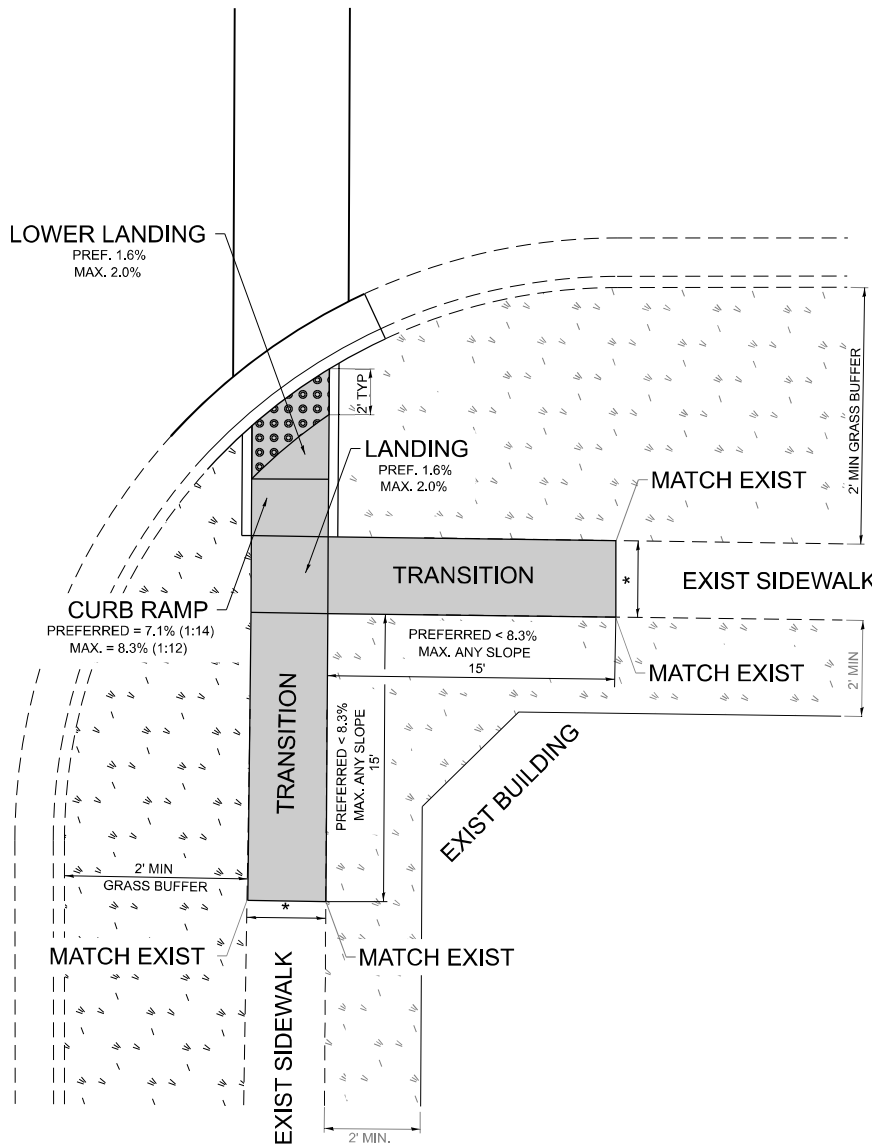 LOWER LANDING
PREF. 1.6%
MAX. 2.0%
2' TYP
2' MIN GRASS BUFFER
LANDING
PREF. 1.6%
MAX. 2.0%
MATCH EXIST
TRANSITION
*
EXIST SIDEWALK
CURB RAMP
PREFERRED = 7.1% (1:14)
MAX. = 8.3% (1:12)
PREFERRED < 8.3%
MAX. ANY SLOPE
15'
MATCH EXIST
2' MIN
TRANSITION
PREFERRED < 8.3%
MAX. ANY SLOPE
15'
EXIST BUILDING
2' MIN
GRASS BUFFER
*
MATCH EXIST
MATCH EXIST
EXIST SIDEWALK
2' MIN.